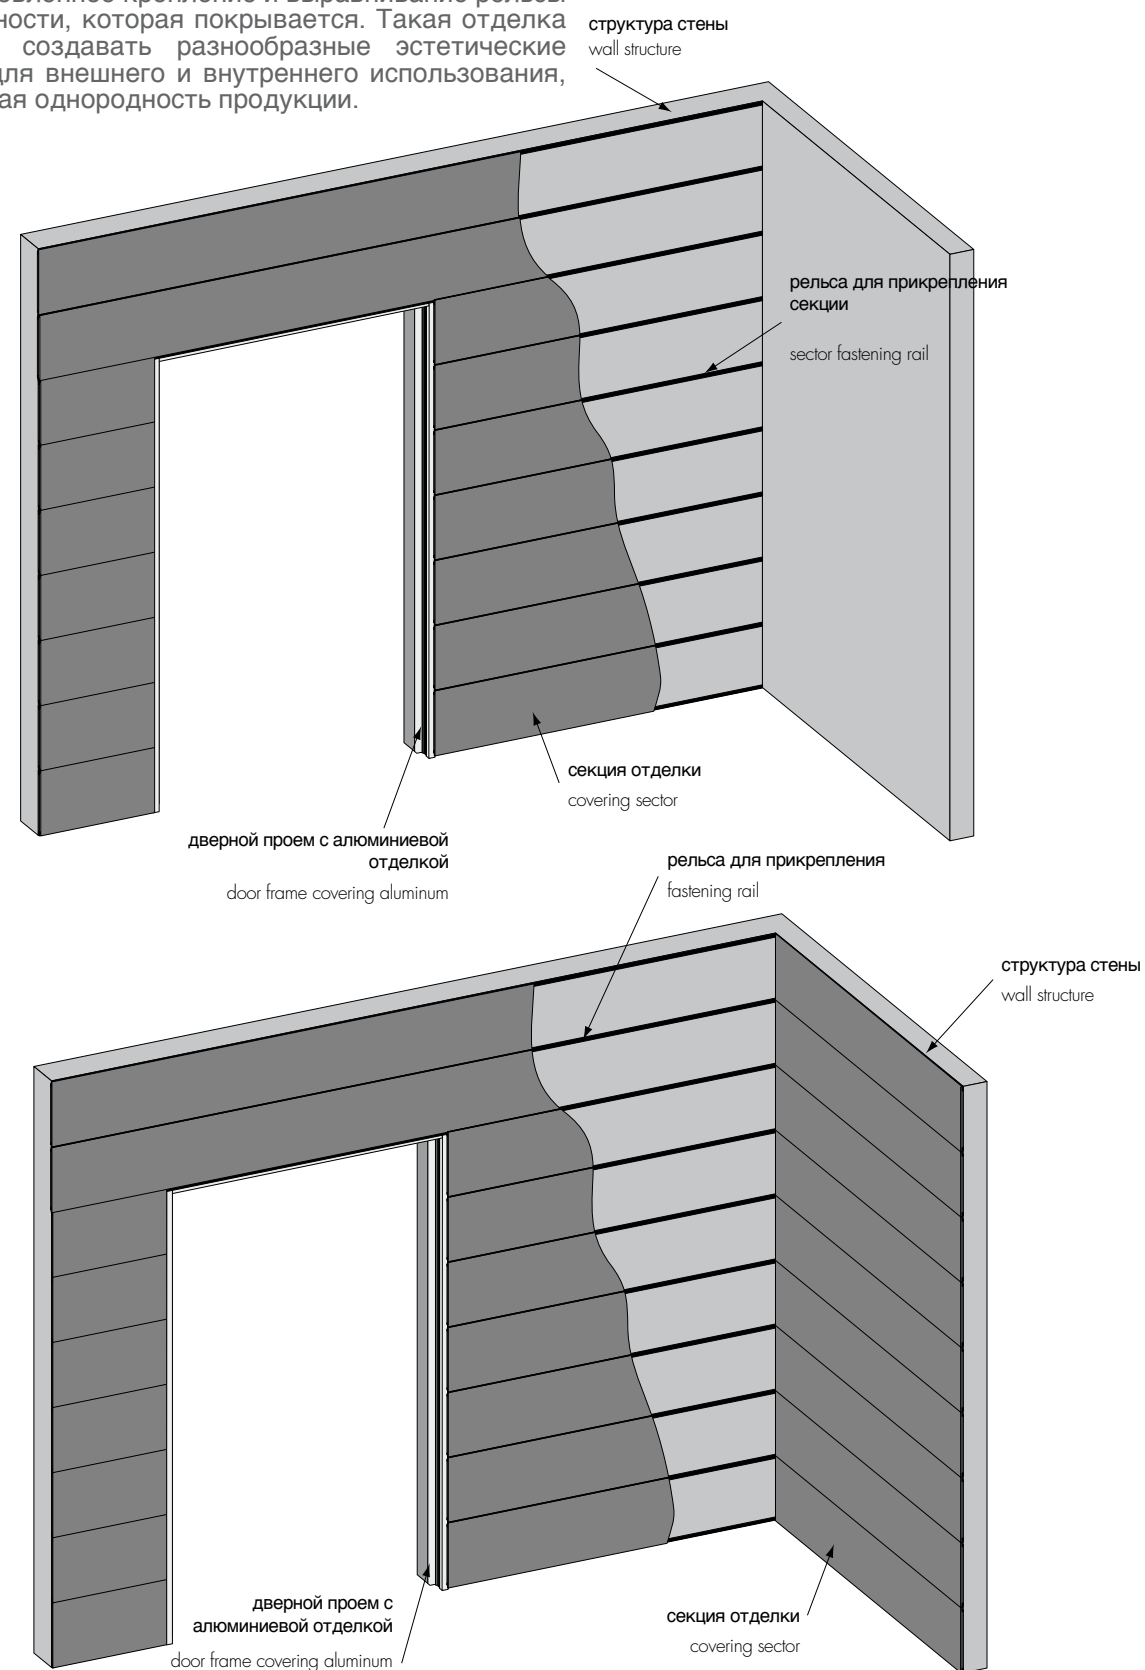 ности, которая покрывается. Такая отделка
создавать разнообразные эстетические
для внешнего и внутреннего использования,
ая однородность продукции.
структура стены
wall structure
рельса для прикрепления
секции
sector fastening rail
секция отделки
covering sector
дверной проем с алюминиевой
отделкой
door frame covering aluminum
рельса для прикрепления
fastening rail
структура стены
wall structure
дверной проем с
алюминиевой отделкой
door frame covering aluminum
секция отделки
covering sector